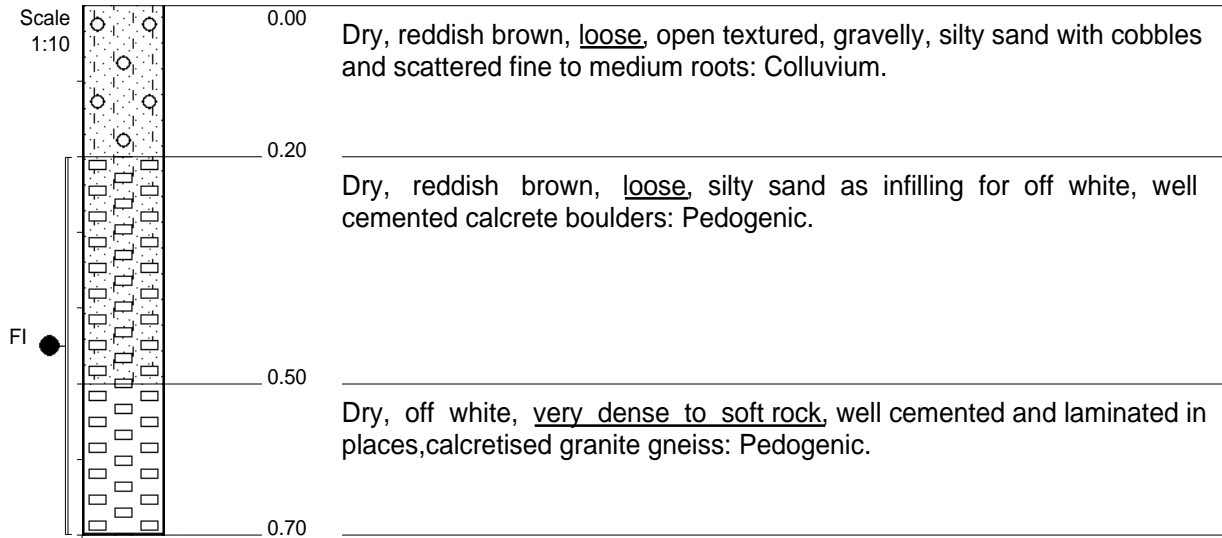 Scale
1:10
0.00
Dry, reddish brown, loose, open textured, gravelly, silty sand with cobbles
and scattered fine to medium roots: Colluvium.
0.20
Dry, reddish brown, loose, silty sand as infilling for off white, well
cemented calcrete boulders: Pedogenic.
FI
0.50
Dry, off white, very dense to soft rock, well cemented and laminated in
places,calcretised granite gneiss: Pedogenic.
0.70